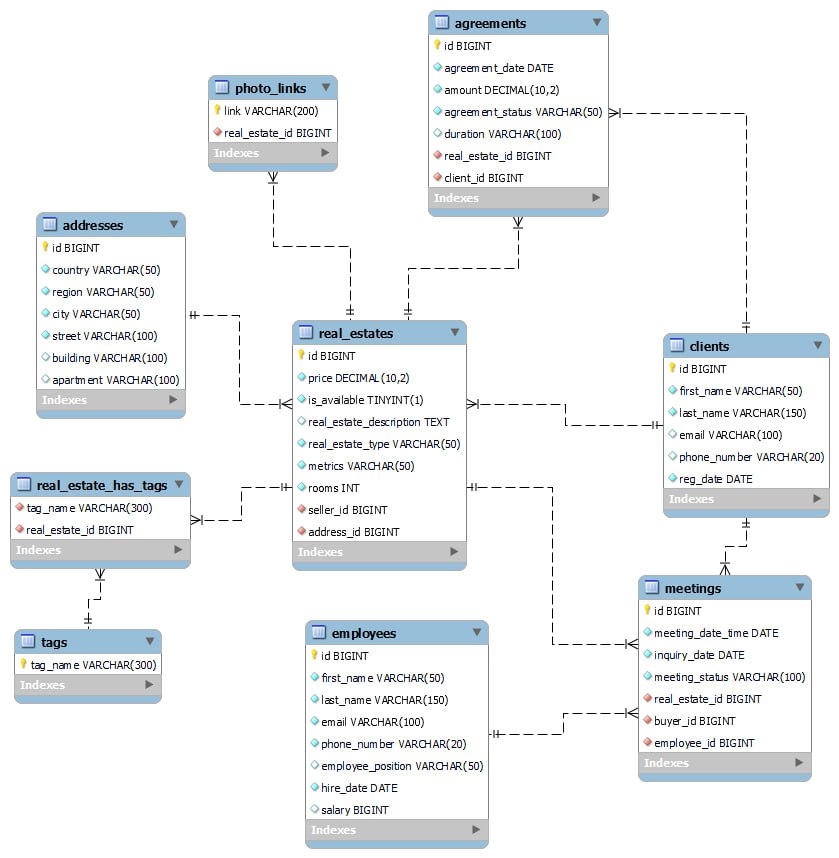 agreements
id BIGINT
agreement_date DATE
amount DECIMAL(10,2)
agreement_status VARCHAR(50)
duration VARCHAR(100)
real_estate_id BIGINT
client_id BIGINT
Indexes
photo_links
link VARCHAR(200)
real_estate_id BIGINT
Indexes
addresses
id BIGINT
country VARCHAR(50)
region VARCHAR(50)
city VARCHAR(50)
street VARCHAR(100)
building VARCHAR(100)
apartment VARCHAR(100)
Indexes
real_estates
id BIGINT
price DECIMAL(10,2)
is_available TINYINT(1)
real_estate_description TEXT
real_estate_type VARCHAR(50)
metrics VARCHAR(50)
rooms INT
seller_id BIGINT
address_id BIGINT
Indexes
clients
id BIGINT
first_name VARCHAR(50)
last_name VARCHAR(150)
email VARCHAR(100)
phone_number VARCHAR(20)
reg_date DATE
Indexes
real_estate_has_tags
tag_name VARCHAR(300)
real_estate_id BIGINT
Indexes
tags
tag_name VARCHAR(300)
Indexes
employees
id BIGINT
first_name VARCHAR(50)
last_name VARCHAR(150)
email VARCHAR(100)
phone_number VARCHAR(20)
employee_position VARCHAR(50)
hire_date DATE
salary BIGINT
Indexes
meetings
id BIGINT
meeting_date_time DATE
inquiry_date DATE
meeting_status VARCHAR(100)
real_estate_id BIGINT
buyer_id BIGINT
employee_id BIGINT
Indexes